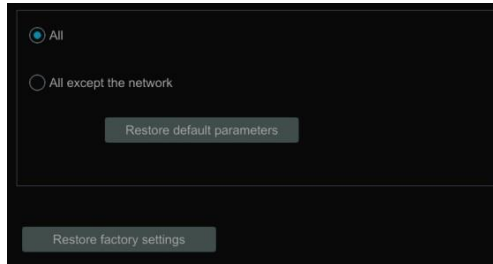 All
All except the network
Restore default parameters
Restore factory settings